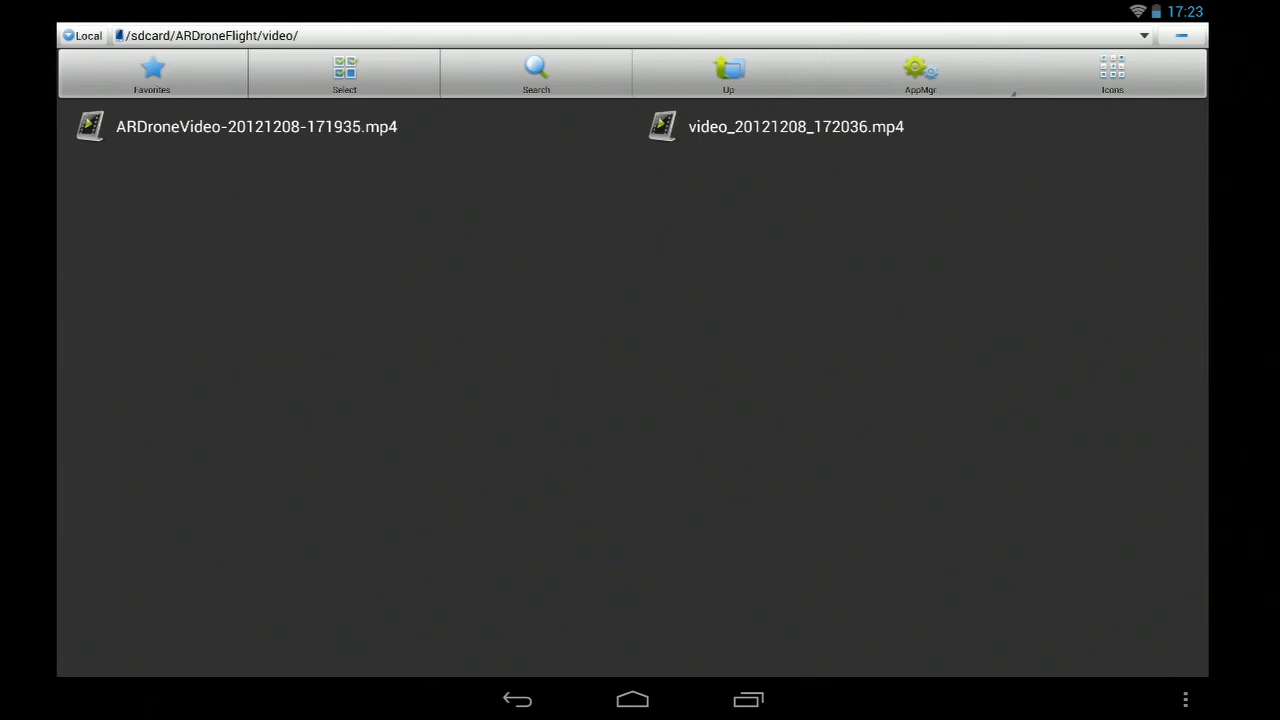 17:23
Local /sdcard/ARDroneFlight/video/
Favorites Select Search Up AppMgr Icons
ARDroneVideo-20121208-171935.mp4 video_20121208_172036.mp4